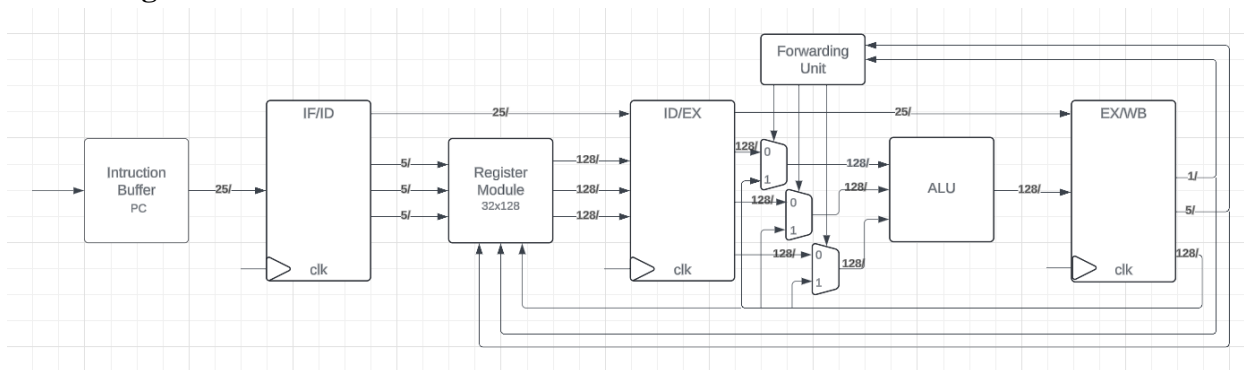 Forwarding
Unit
IF/ID
25/
ID/EX
25/
EX/WB
Intruction
Buffer
PC
25/
5/
5/
5/
Register
Module
32x128
128/
128/
128/
128/
0
1
128/
0
1
128/
0
1
128/
128/
128/
ALU
128/
1/
5/
128/
clk
clk
clk